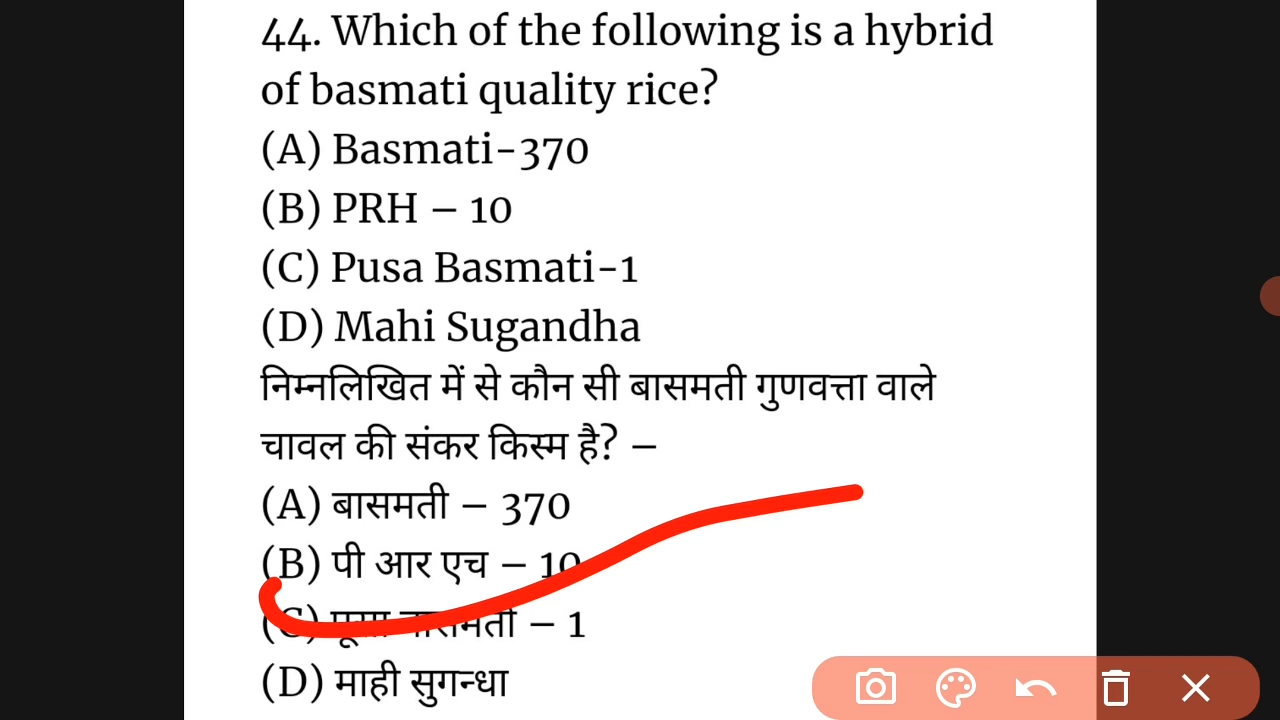 44. Which of the following is a hybrid
of basmati quality rice?
(A) Basmati-370
(B) PRH – 10
(C) Pusa Basmati-1
(D) Mahi Sugandha
निम्नलिखित में से कौन सी बासमती गुणवत्ता वाले
चावल की संकर किस्म है? –
(A) बासमती – 370
(B) पी आर एच – 10
(C) पूसा बासमती – 1
(D) माही सुगन्धा